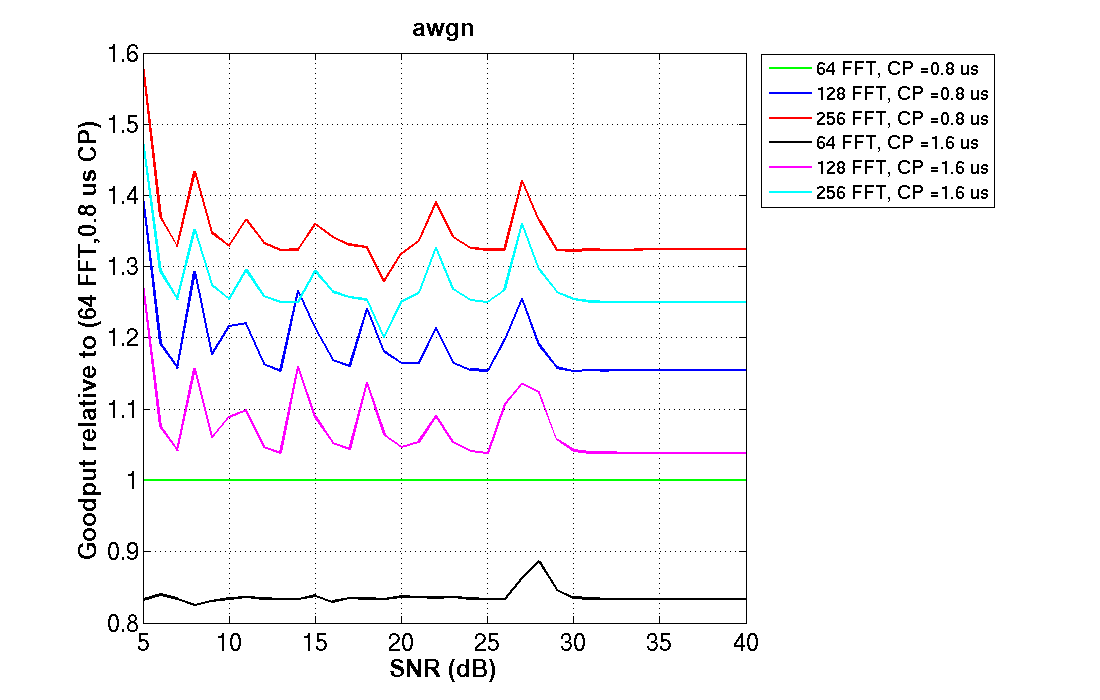 awgn
Goodput relative to (64 FFT,0.8 us CP)
1.6
1.5
1.4
1.3
1.2
1.1
1
0.9
0.8
5 10 15 20 25 30 35 40
SNR (dB)
64 FFT, CP =0.8 us
128 FFT, CP =0.8 us
256 FFT, CP =0.8 us
64 FFT, CP =1.6 us
128 FFT, CP =1.6 us
256 FFT, CP =1.6 us